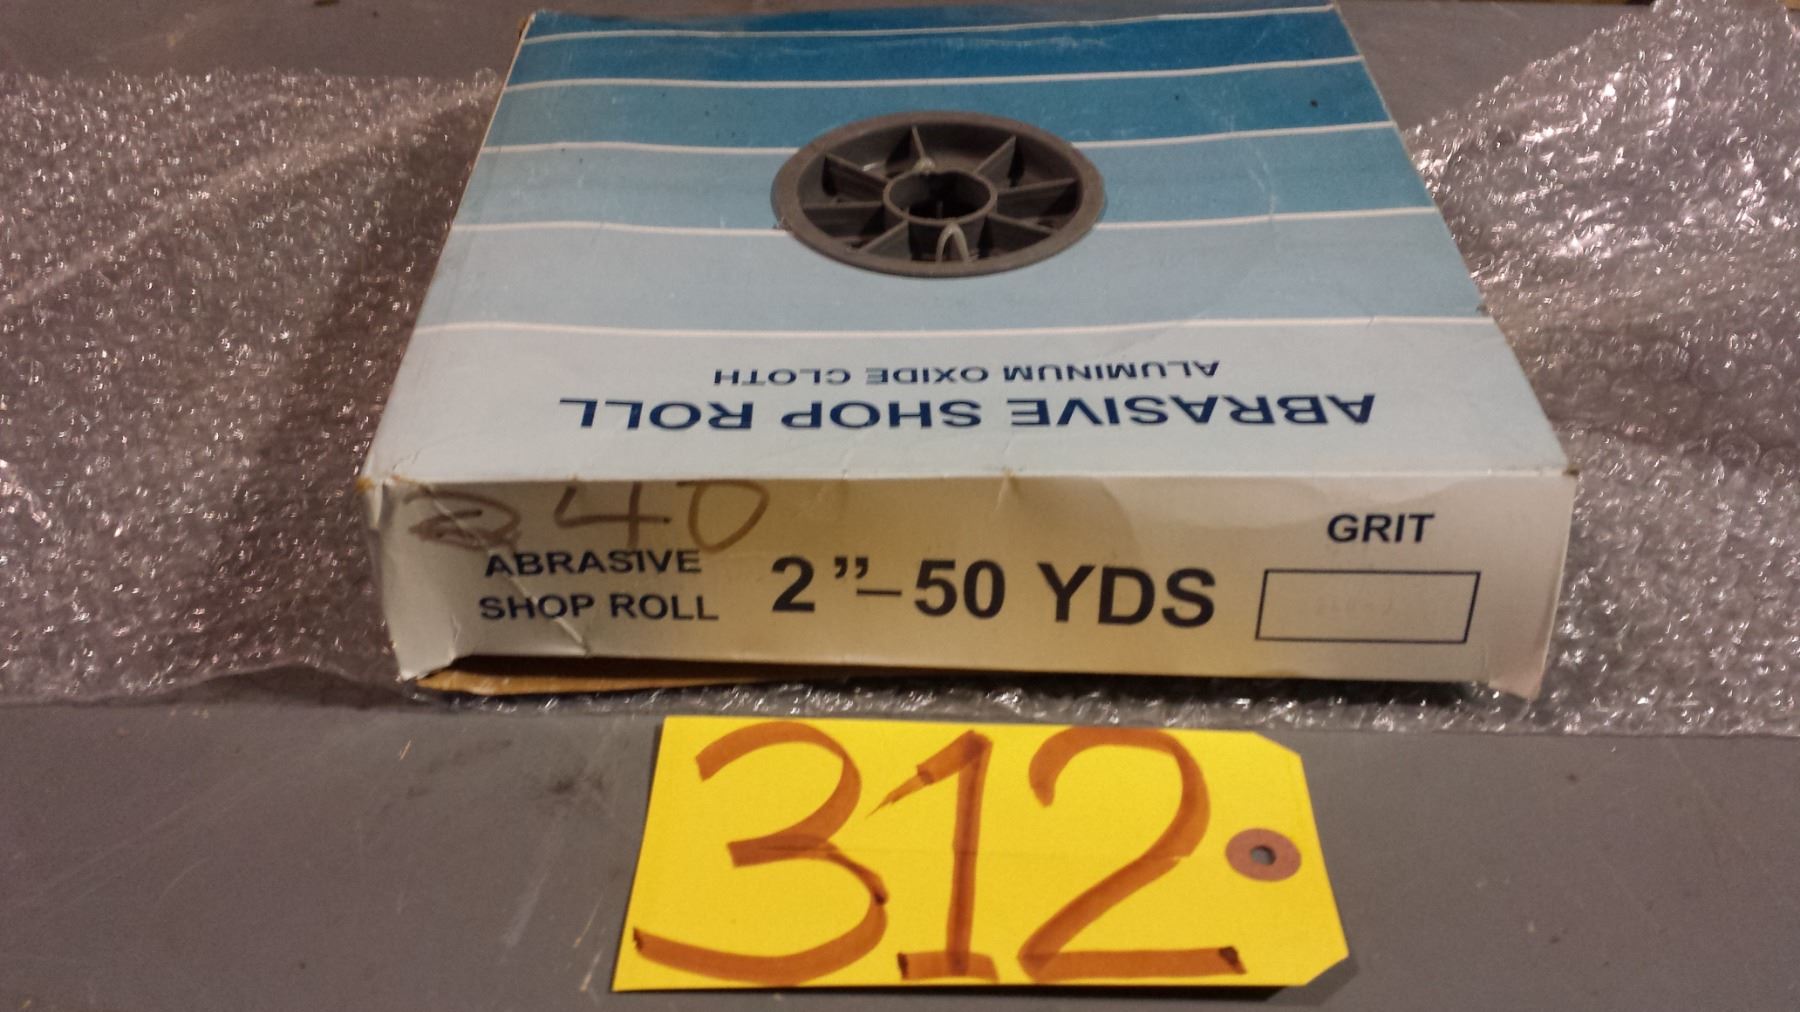 ABRASIVE SHOP ROLL
ALUMINUM OXIDE CLOTH
240
ABRASIVE
SHOP ROLL
2"–50 YDS
GRIT
312